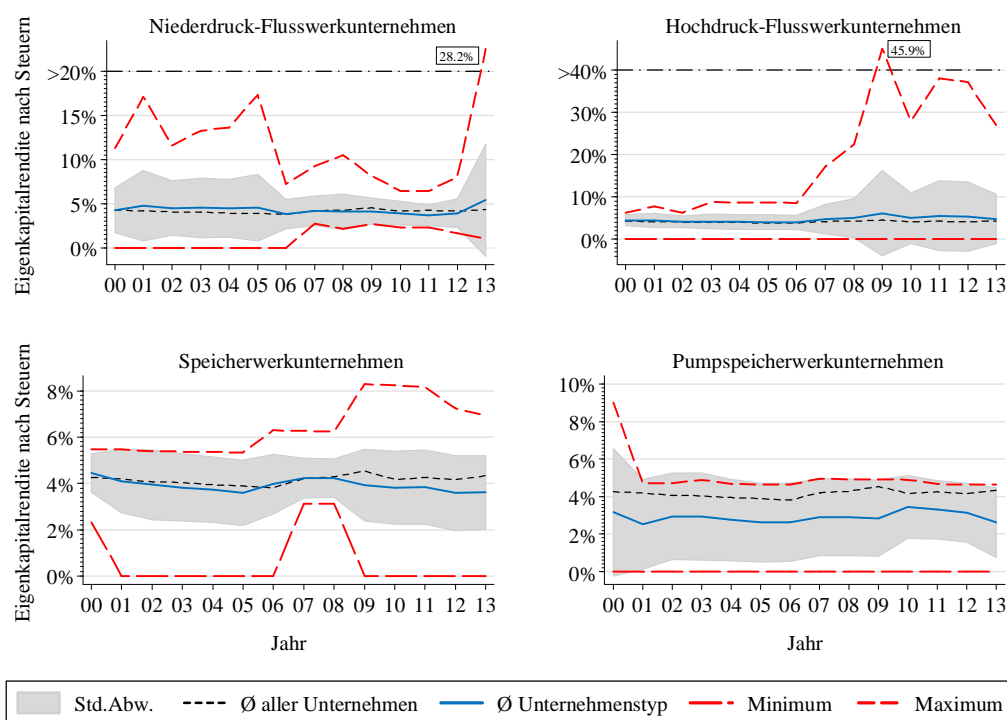 Niederdruck-Flusswerkunternehmen
Eigenkapitalrendite nach Steuern
28.2%
>20%
15%
10%
5%
0%
00 01 02 03 04 05 06 07 08 09 10 11 12 13
Hochdruck-Flusswerkunternehmen
45.9%
>40%
30%
20%
10%
0%
00 01 02 03 04 05 06 07 08 09 10 11 12 13
Speicherwerkunternehmen
Eigenkapitalrendite nach Steuern
8%
6%
4%
2%
0%
00 01 02 03 04 05 06 07 08 09 10 11 12 13
Jahr
Pumpspeicherwerkunternehmen
10%
8%
6%
4%
2%
0%
00 01 02 03 04 05 06 07 08 09 10 11 12 13
Jahr
Std.Abw. Ø aller Unternehmen Ø Unternehmenstyp Minimum Maximum